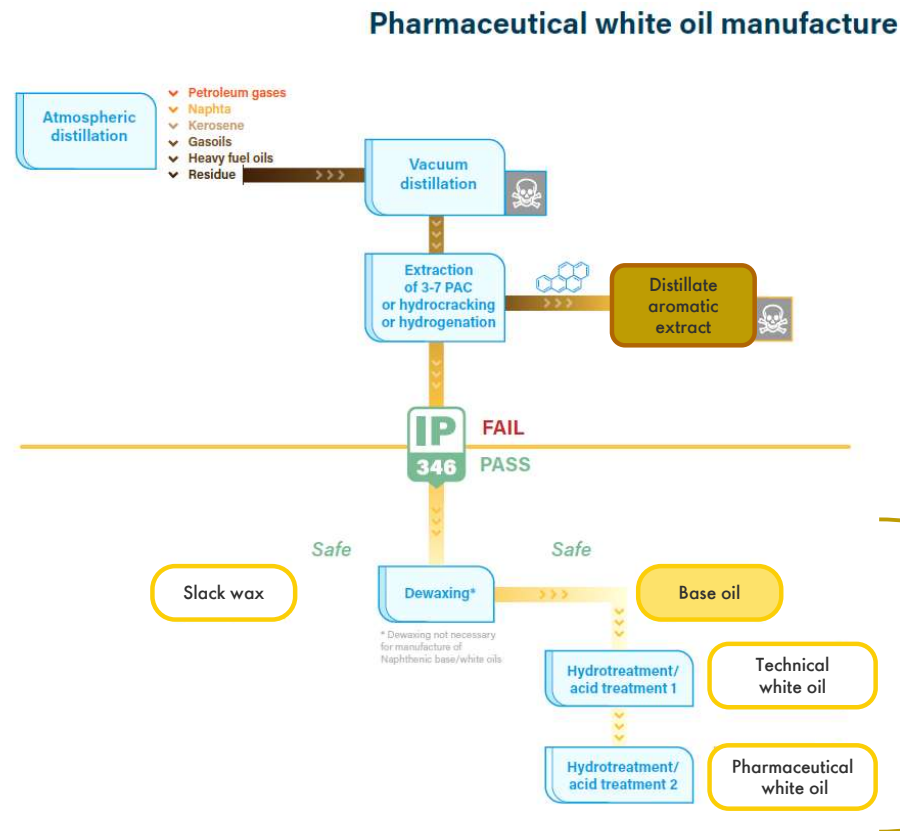 Pharmaceutical white oil manufacture
Atmospheric
distillation
Petroleum gases
Naphta
Kerosene
Gasoils
Heavy fuel oils
Residue
Vacuum
distillation
Extraction
of 3-7 PAC
or hydrocracking
or hydrogenation
Distillate
aromatic
extract
IP
346
FAIL
PASS
Safe
Safe
Slack wax
Dewaxing*
Base oil
* Dewaxing not necessary
for manufacture of
Naphthenic base/white oils
Hydrotreatment/
acid treatment 1
Technical
white oil
Hydrotreatment/
acid treatment 2
Pharmaceutical
white oil